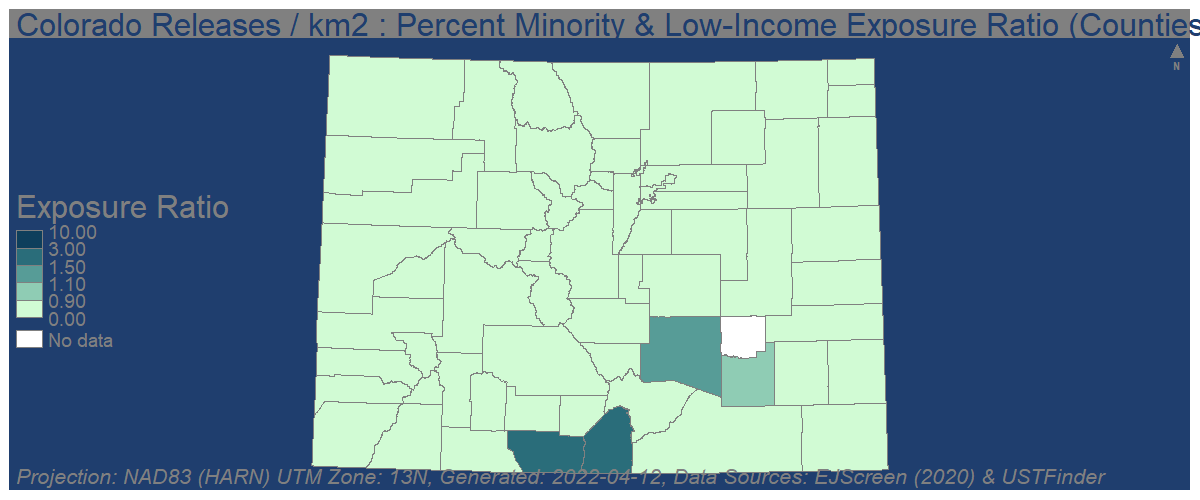 Colorado Releases / km2 : Percent Minority & Low-Income Exposure Ratio (Counties
N
Exposure Ratio
10.00
3.00
1.50
1.10
0.90
0.00
No data
Projection: NAD83 (HARN) UTM Zone: 13N, Generated: 2022-04-12, Data Sources: EJScreen (2020) & USTFinder